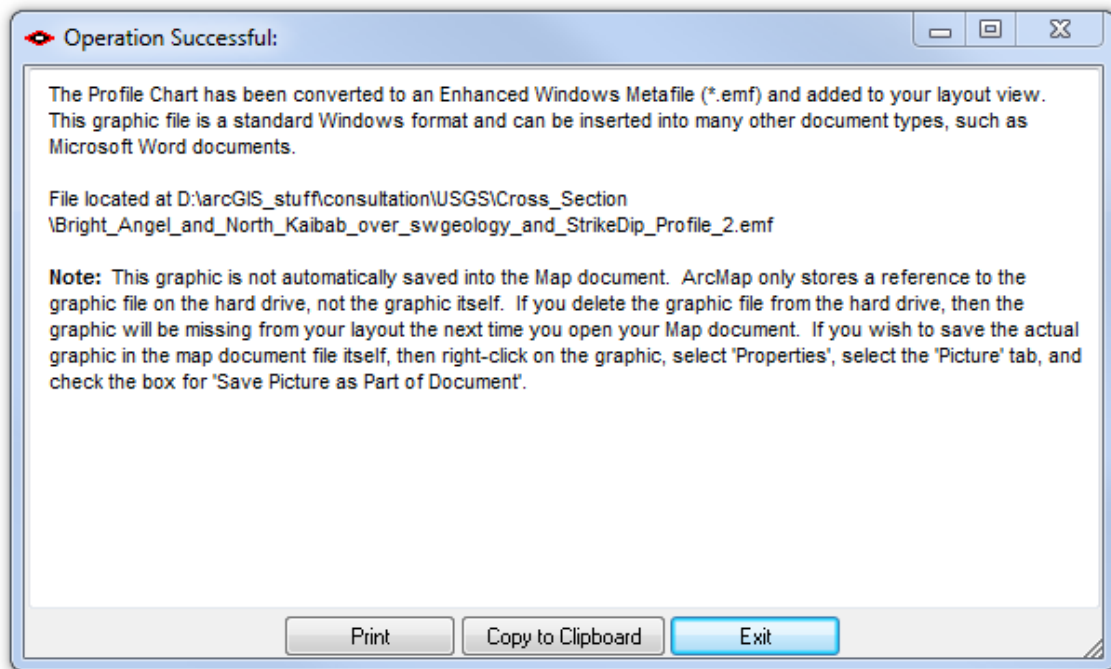 Operation Successful:
The Profile Chart has been converted to an Enhanced Windows Metafile (*.emf) and added to your layout view.
This graphic file is a standard Windows format and can be inserted into many other document types, such as
Microsoft Word documents.
File located at D:\arcGIS_stuff\consultation\USGS\Cross_Section
\Bright_Angel_and_North_Kaibab_over_swgeology_and_StrikeDip_Profile_2.emf
Note:  This graphic is not automatically saved into the Map document.  ArcMap only stores a reference to the
graphic file on the hard drive, not the graphic itself.  If you delete the graphic file from the hard drive, then the
graphic will be missing from your layout the next time you open your Map document.  If you wish to save the actual
graphic in the map document file itself, then right-click on the graphic, select 'Properties', select the 'Picture' tab, and
check the box for 'Save Picture as Part of Document'.
Print Copy to Clipboard Exit